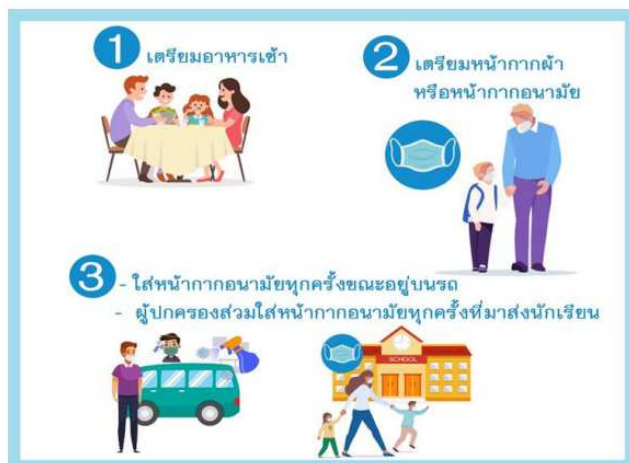 1 เตรียมอาหารเช้า
2 เตรียมหน้ากากผ้า
หรือหน้ากากอนามัย
3 - ใส่หน้ากากอนามัยทุกครั้งขณะอยู่บนรถ
- ผู้ปกครองส่วมใส่หน้ากากอนามัยทุกครั้งที่มาส่งนักเรียน
SCHOOL